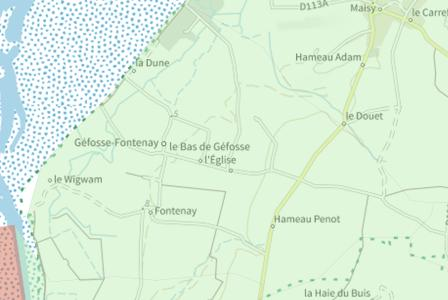 D113A
Maisy
le Carrel
Hameau Adam
la Dune
le Douet
Géfosse-Fontenay
le Bas de Géfosse
l'Église
le Wigwam
Fontenay
Hameau Penot
la Haie du Buis